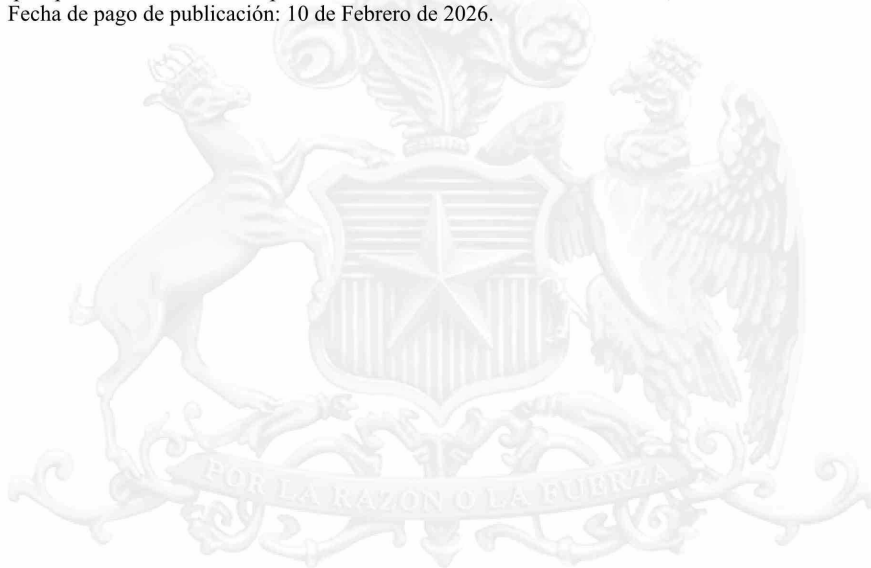 Fecha de pago de publicación: 10 de Febrero de 2026.
POR LA RAZON O LA FUERZA